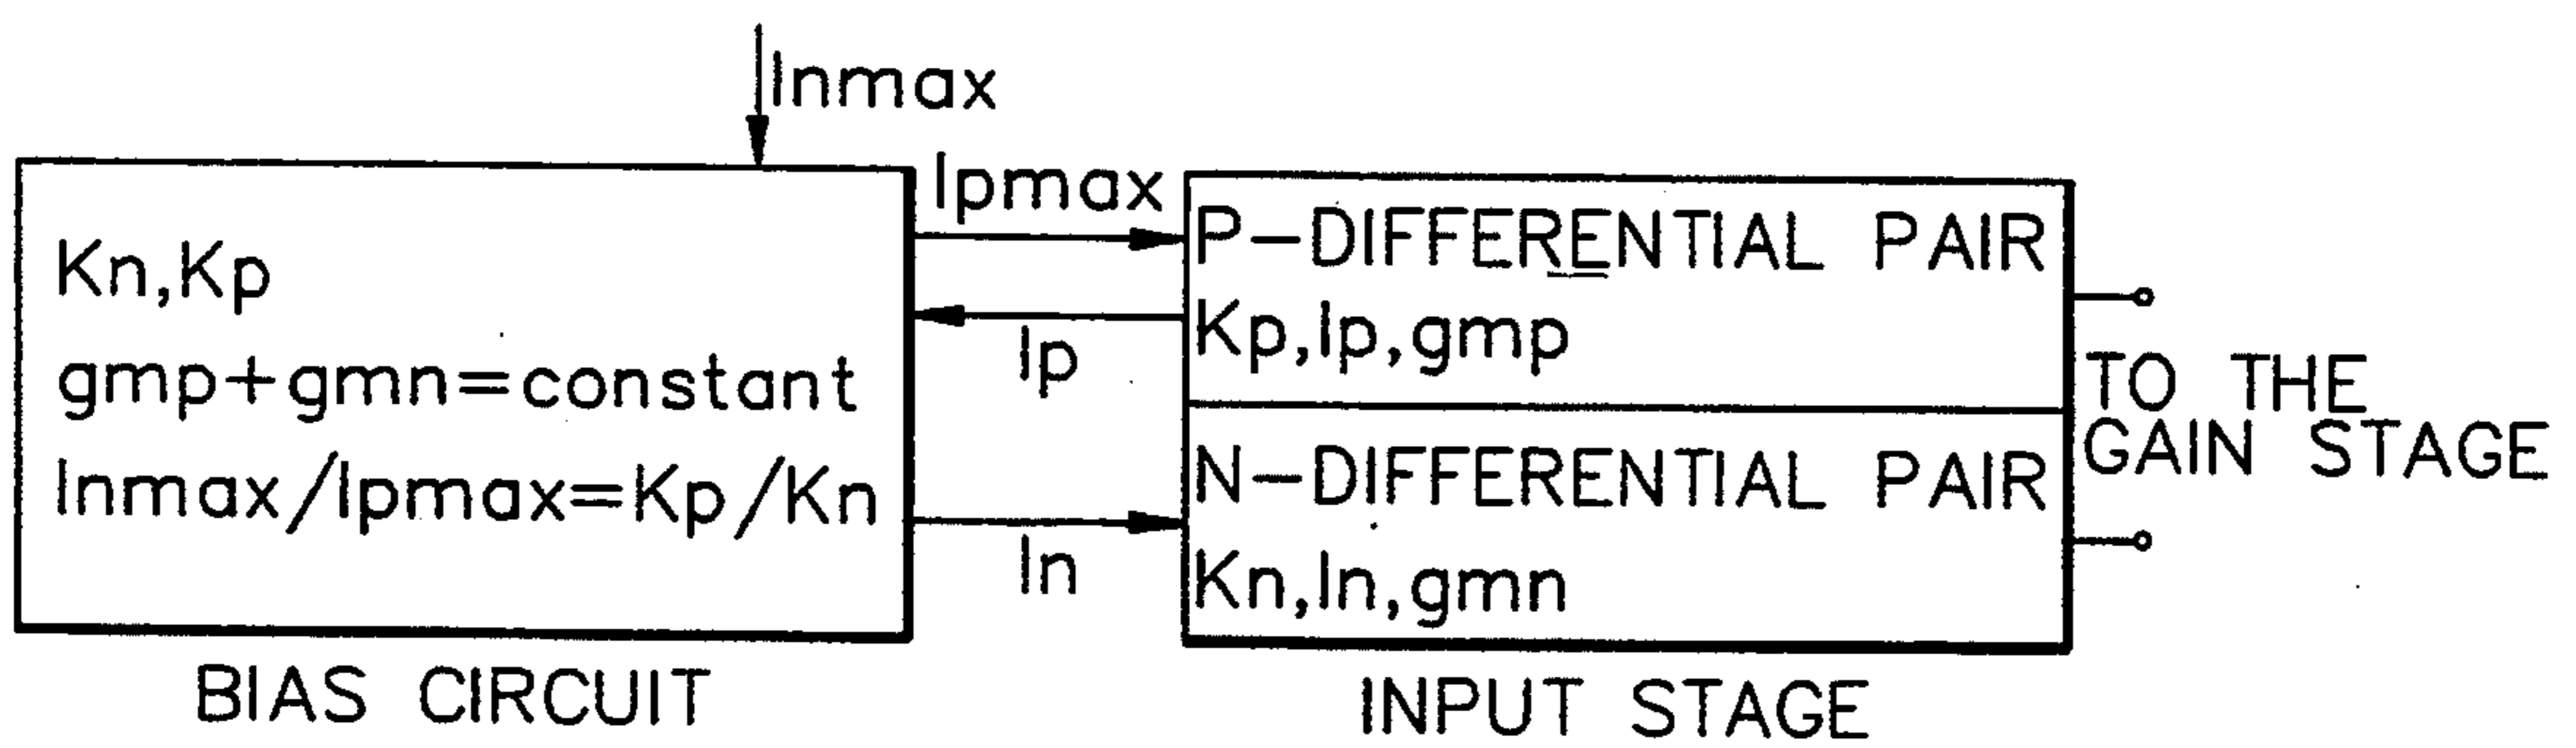 Inmax
Kn,Kp
gmp+gmn=constant
Inmax/Ipmax=Kp/Kn
BIAS CIRCUIT
Ipmax
Ip
In
P-DIFFERENTIAL PAIR
Kp,Ip,gmp
N-DIFFERENTIAL PAIR
Kn,In,gmn
INPUT STAGE
TO THE
GAIN STAGE